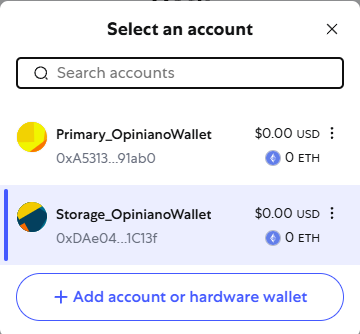 Select an account
Search accounts
Primary_OpinianoWallet
$0.00 USD
0xA5313...91ab0
0 ETH
Storage_OpinianoWallet
$0.00 USD
0xDAe04...1C13f
0 ETH
+ Add account or hardware wallet